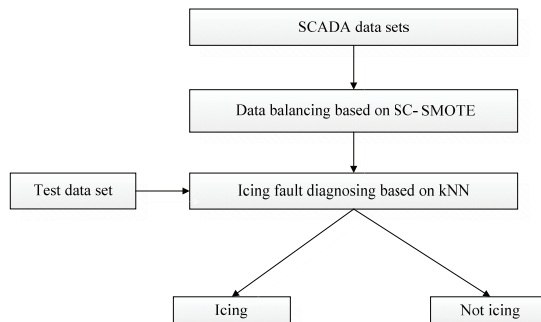 SCADA data sets
Data balancing based on SC- SMOTE
Test data set
Icing fault diagnosing based on kNN
Icing
Not icing